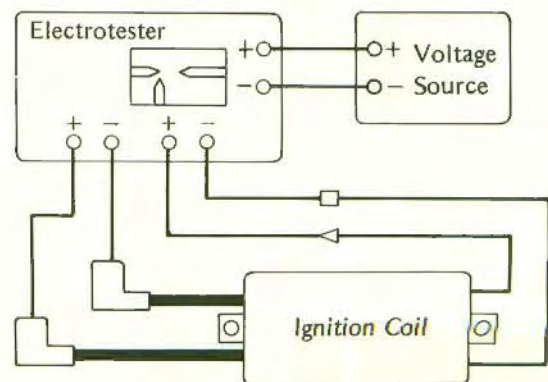 Electrotester
+
-
+ Voltage
- Source
+ - + -
Ignition Coil